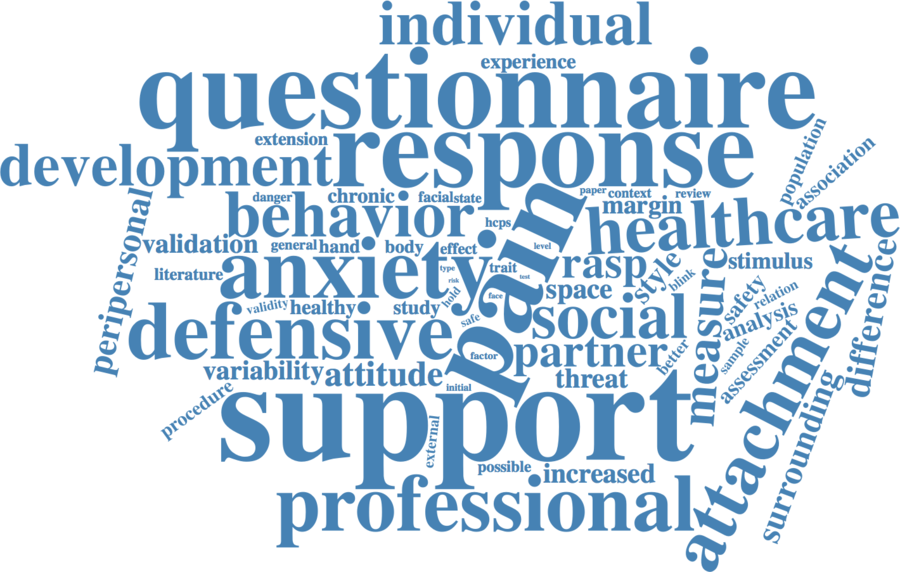 individual
experience
questionnaire
extension
response
development
population
association
danger
chronic
facial
state
paper
context
review
peripersonal
behavior
hcps
pain
margin
healthcare
validation
general
hand
body
effect
level
literature
anxiety
type
risk
trait
test
rasp
style
blink
measure
stimulus
difference
validity
healthy
study
hold
face
space
safety
relation
defensive
safe
social
analysis
attachment
factor
partner
better
sample
assessment
variability
attitude
initial
threat
procedure
support
external
surrounding
possible
increased
professional